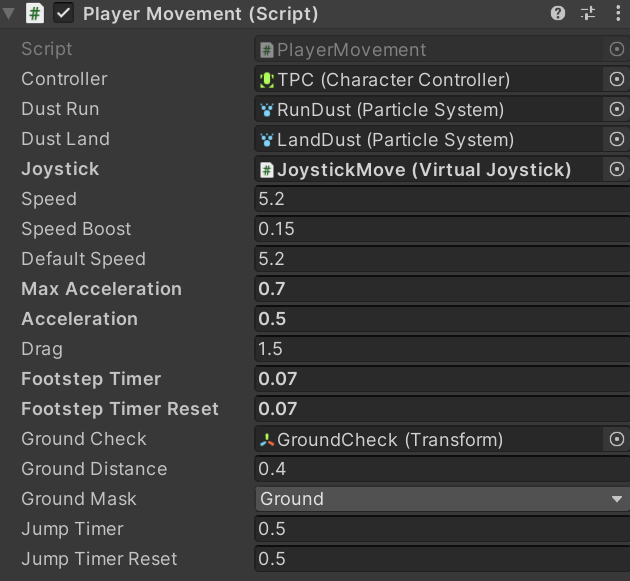 Player Movement (Script)
Script PlayerMovement
Controller TPC (Character Controller)
Dust Run RunDust (Particle System)
Dust Land LandDust (Particle System)
Joystick JoystickMove (Virtual Joystick)
Speed 5.2
Speed Boost 0.15
Default Speed 5.2
Max Acceleration 0.7
Acceleration 0.5
Drag 1.5
Footstep Timer 0.07
Footstep Timer Reset 0.07
Ground Check GroundCheck (Transform)
Ground Distance 0.4
Ground Mask Ground
Jump Timer 0.5
Jump Timer Reset 0.5